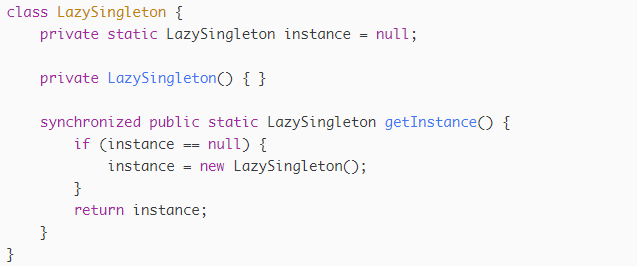 class LazySingleton {
    private static LazySingleton instance = null;

    private LazySingleton() { }

    synchronized public static LazySingleton getInstance() {
        if (instance == null) {
            instance = new LazySingleton();
        }
        return instance;
    }
}